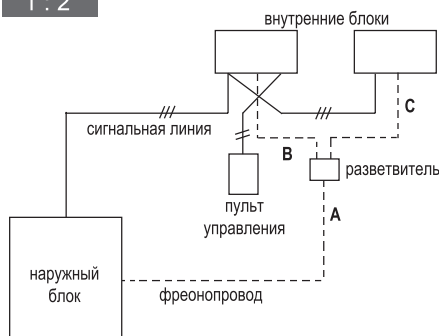 1 : 2
внутренние блоки
C
сигнальная линия
B
разветвитель
пульт
управления
A
наружный
блок
фреонопровод